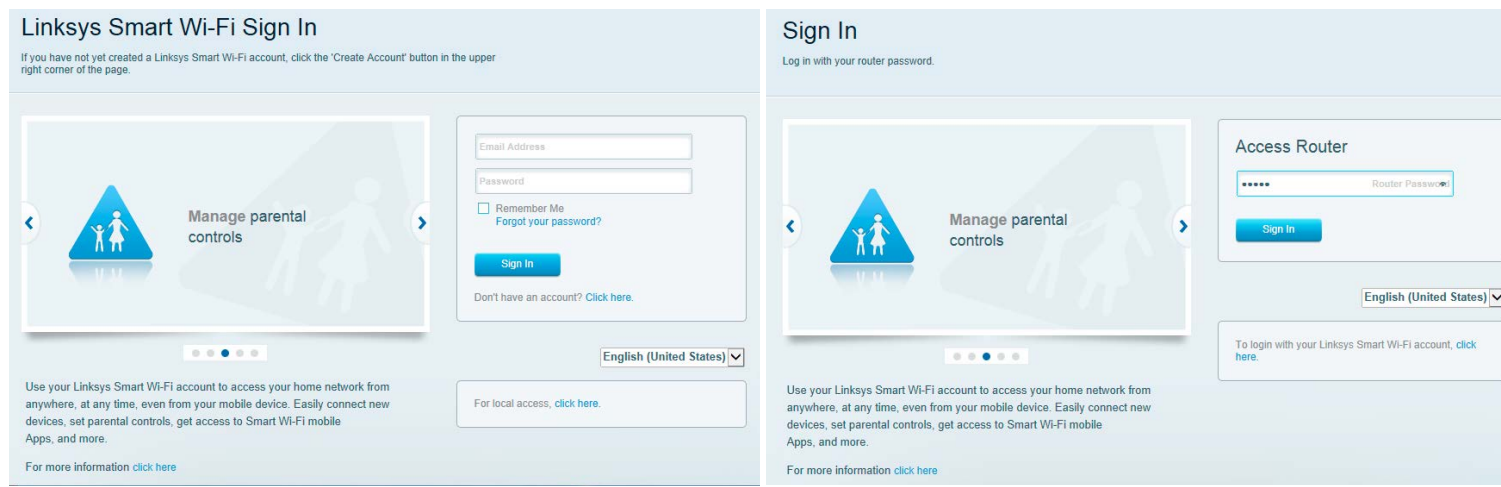 Linksys Smart Wi-Fi Sign In
If you have not yet created a Linksys Smart Wi-Fi account, click the 'Create Account' button in the upper
right corner of the page.
Manage parental
controls
Email Address
Password
Remember Me
Forgot your password?
Sign In
Don't have an account? Click here.
English (United States)
For local access, click here.
Use your Linksys Smart Wi-Fi account to access your home network from
anywhere, at any time, even from your mobile device. Easily connect new
devices, set parental controls, get access to Smart Wi-Fi mobile
Apps, and more.
For more information click here
Sign In
Log in with your router password.
Manage parental
controls
Access Router
••••• Router Password
Sign In
English (United States)
To login with your Linksys Smart Wi-Fi account, click
here.
Use your Linksys Smart Wi-Fi account to access your home network from
anywhere, at any time, even from your mobile device. Easily connect new
devices, set parental controls, get access to Smart Wi-Fi mobile
Apps, and more.
For more information click here